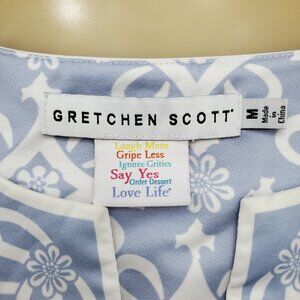 GRETCHEN SCOTT®
M
Made
in
China
Laugh More
Gripe Less
Ignore Critics
Say Yes
Order Dessert
Love Life®